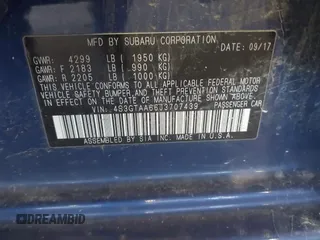 MFD BY SUBARU CORPORATION
DATE: 09/17
GVWR: 4299 LB (1950 KG)
GAWR: F 2183 LB ( 990 KG)
GAWR: R 2205 LB (1000 KG)
THIS VEHICLE CONFORMS TO ALL APPLICABLE FEDERAL MOTOR
VEHICLE SAFETY, BUMPER AND THEFT PREVENTION STANDARDS
IN EFFECT ON THE DATE OF MANUFACTURE SHOWN ABOVE.
VIN: PASSENGER CAR
ASSEMBLED BY SIA INC. MADE IN U.S.A.
DREAMBID